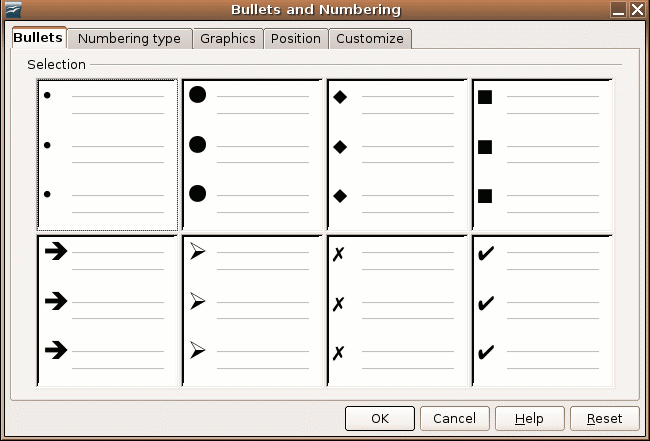 Bullets and Numbering
Bullets Numbering type Graphics Position Customize
Selection
OK Cancel Help Reset